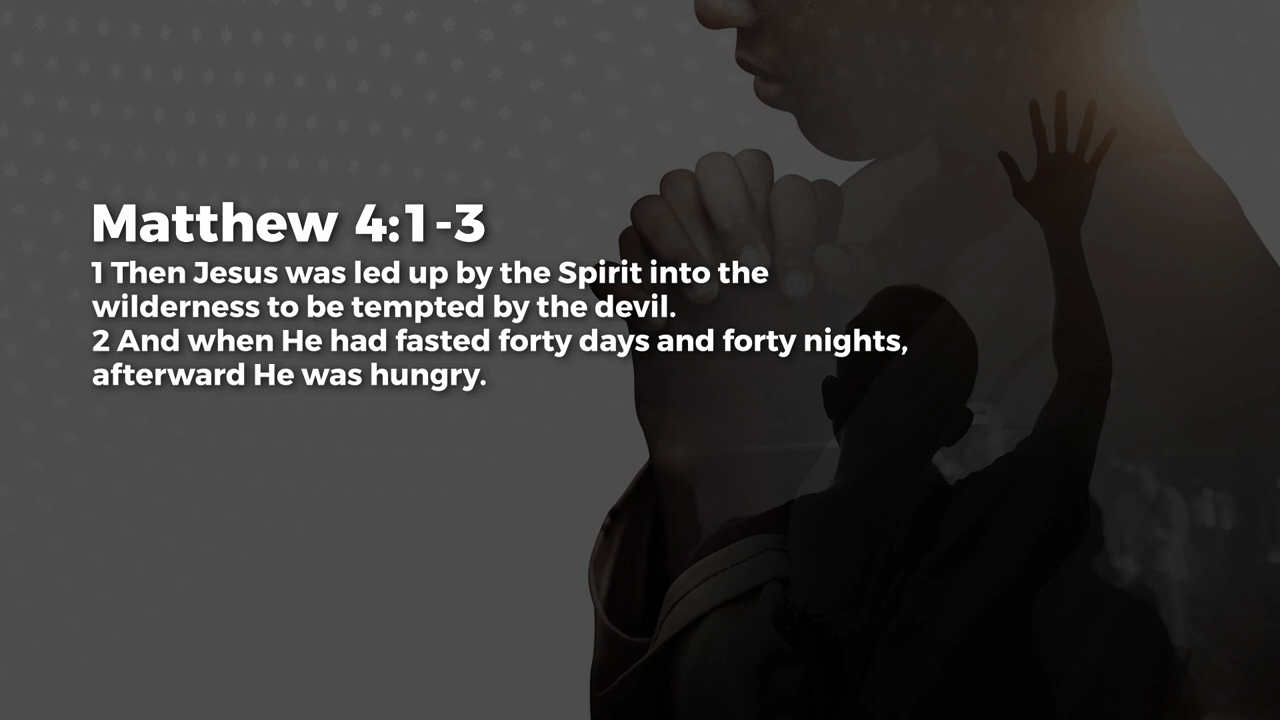 Matthew 4:1-3
1 Then Jesus was led up by the Spirit into the
wilderness to be tempted by the devil.
2 And when He had fasted forty days and forty nights,
afterward He was hungry.